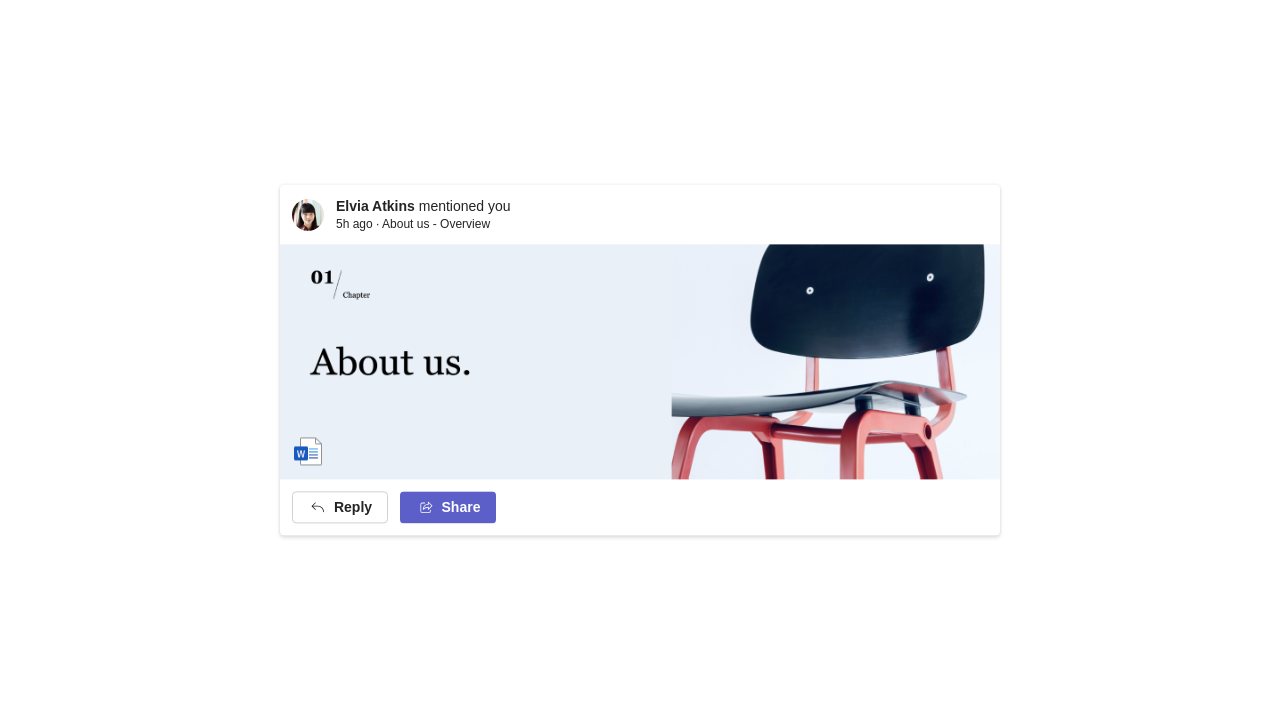 Elvia Atkins mentioned you
5h ago · About us - Overview
01
Chapter
About us.
W
Reply
Share